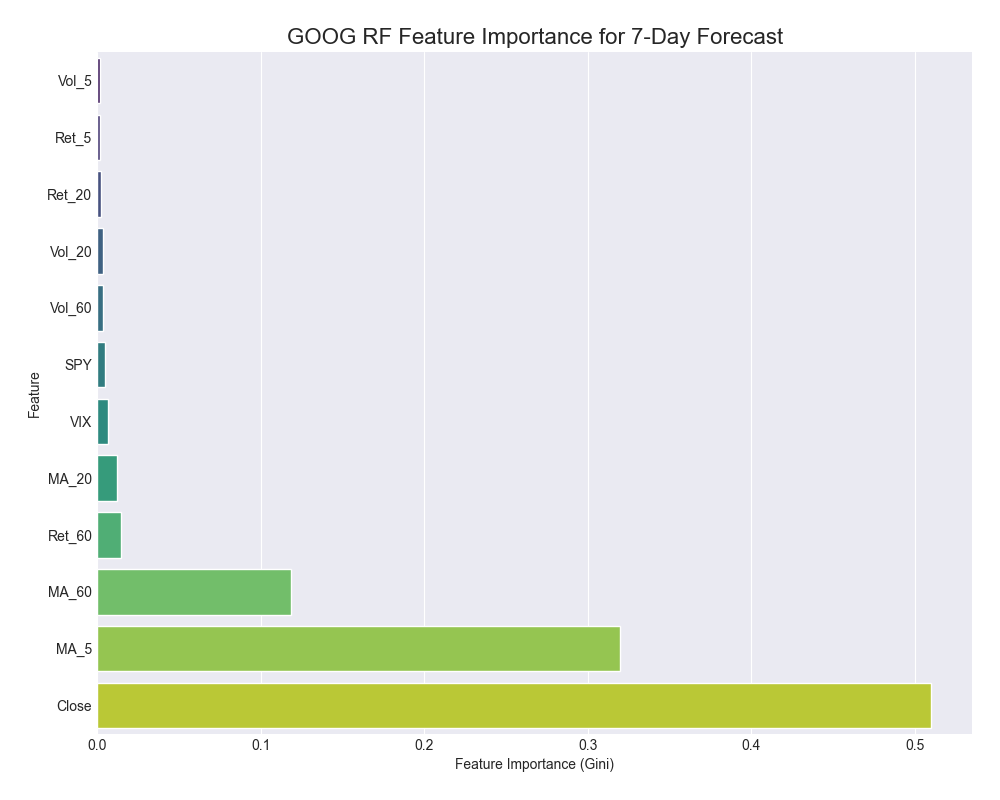 GOOG RF Feature Importance for 7-Day Forecast
Vol_5
Ret_5
Ret_20
Vol_20
Vol_60
SPY
VIX
MA_20
Ret_60
MA_60
MA_5
Close
Feature
0.0 0.1 0.2 0.3 0.4 0.5
Feature Importance (Gini)